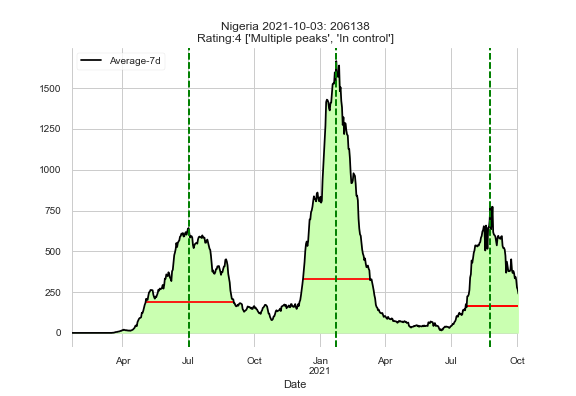 Nigeria 2021-10-03: 206138
Rating:4 ['Multiple peaks', 'In control']
Average-7d
1500
1250
1000
750
500
250
0
Apr Jul Oct Jan Apr Jul Oct
2021
Date